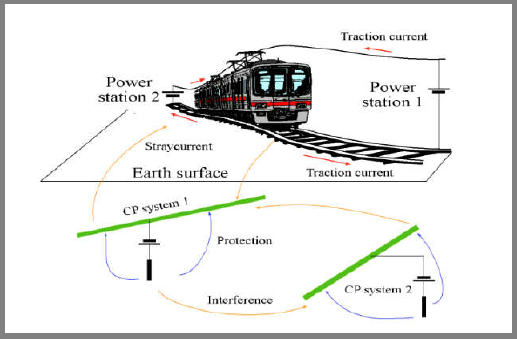 Traction current
Power
station 2
Power
station 1
Straycurrent
Earth surface
Traction current
CP system 1
Protection
CP system 2
Interference